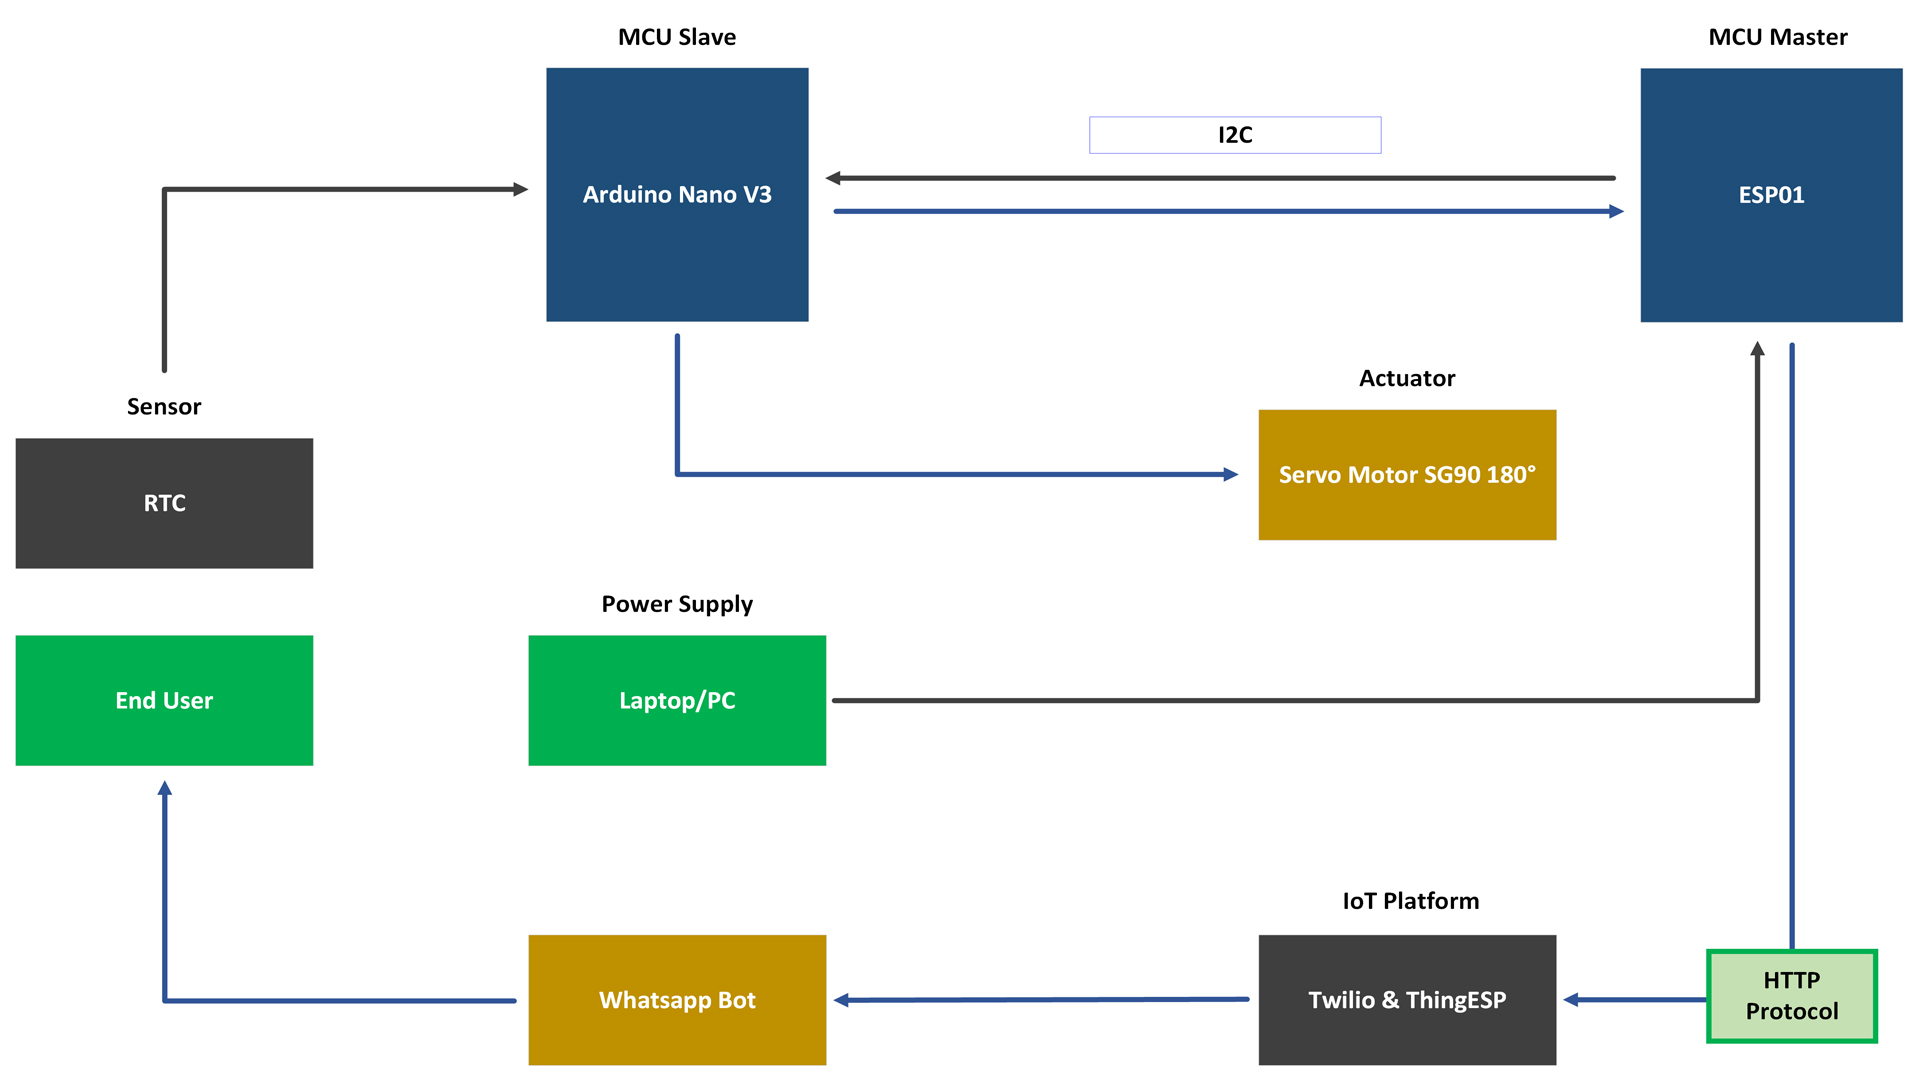 MCU Slave
MCU Master
I2C
Arduino Nano V3
ESP01
Actuator
Sensor
Servo Motor SG90 180°
RTC
Power Supply
End User
Laptop/PC
IoT Platform
Whatsapp Bot
Twilio & ThingESP
HTTP
Protocol